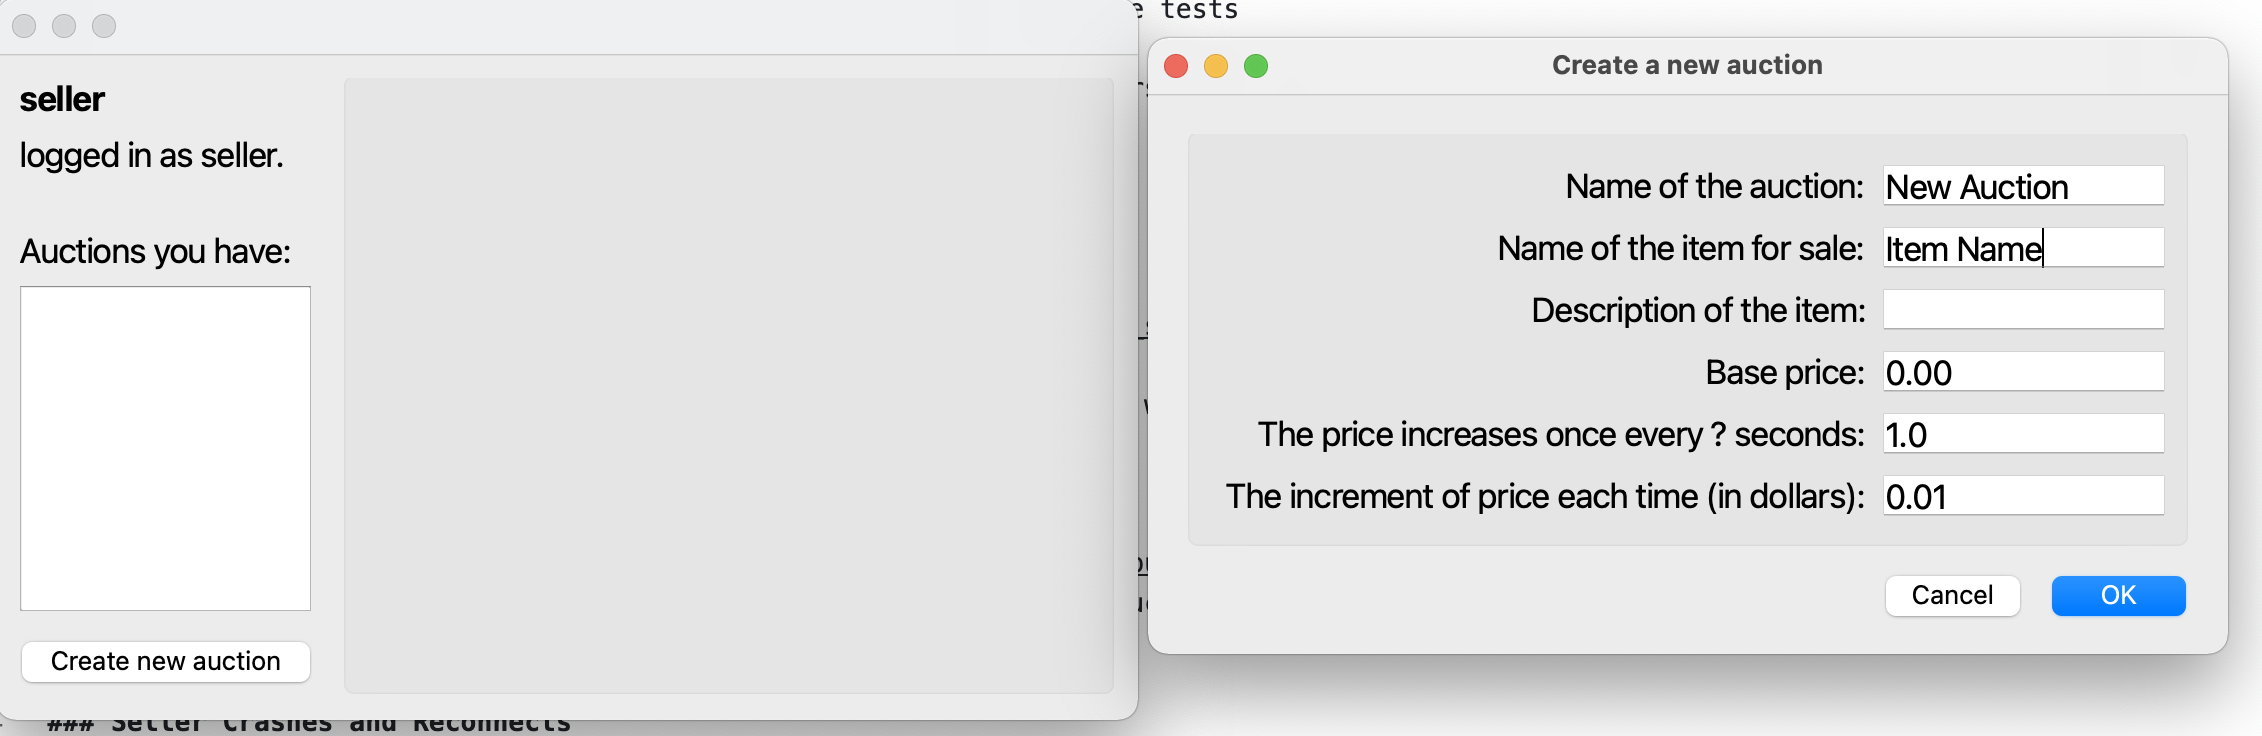 e tests
seller
logged in as seller.
Auctions you have:
Create new auction
Create a new auction
Name of the auction: New Auction
Name of the item for sale: Item Name
Description of the item:
Base price: 0.00
The price increases once every ? seconds: 1.0
The increment of price each time (in dollars): 0.01
Cancel OK
### Seller Crashes and Reconnects